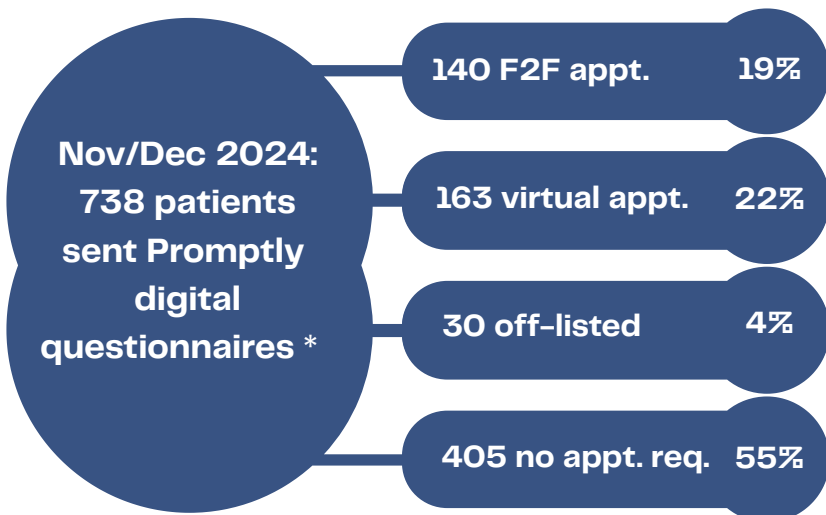 Nov/Dec 2024:
738 patients
sent Promptly
digital
questionnaires *
140 F2F appt. 19%
163 virtual appt. 22%
30 off-listed 4%
405 no appt. req. 55%